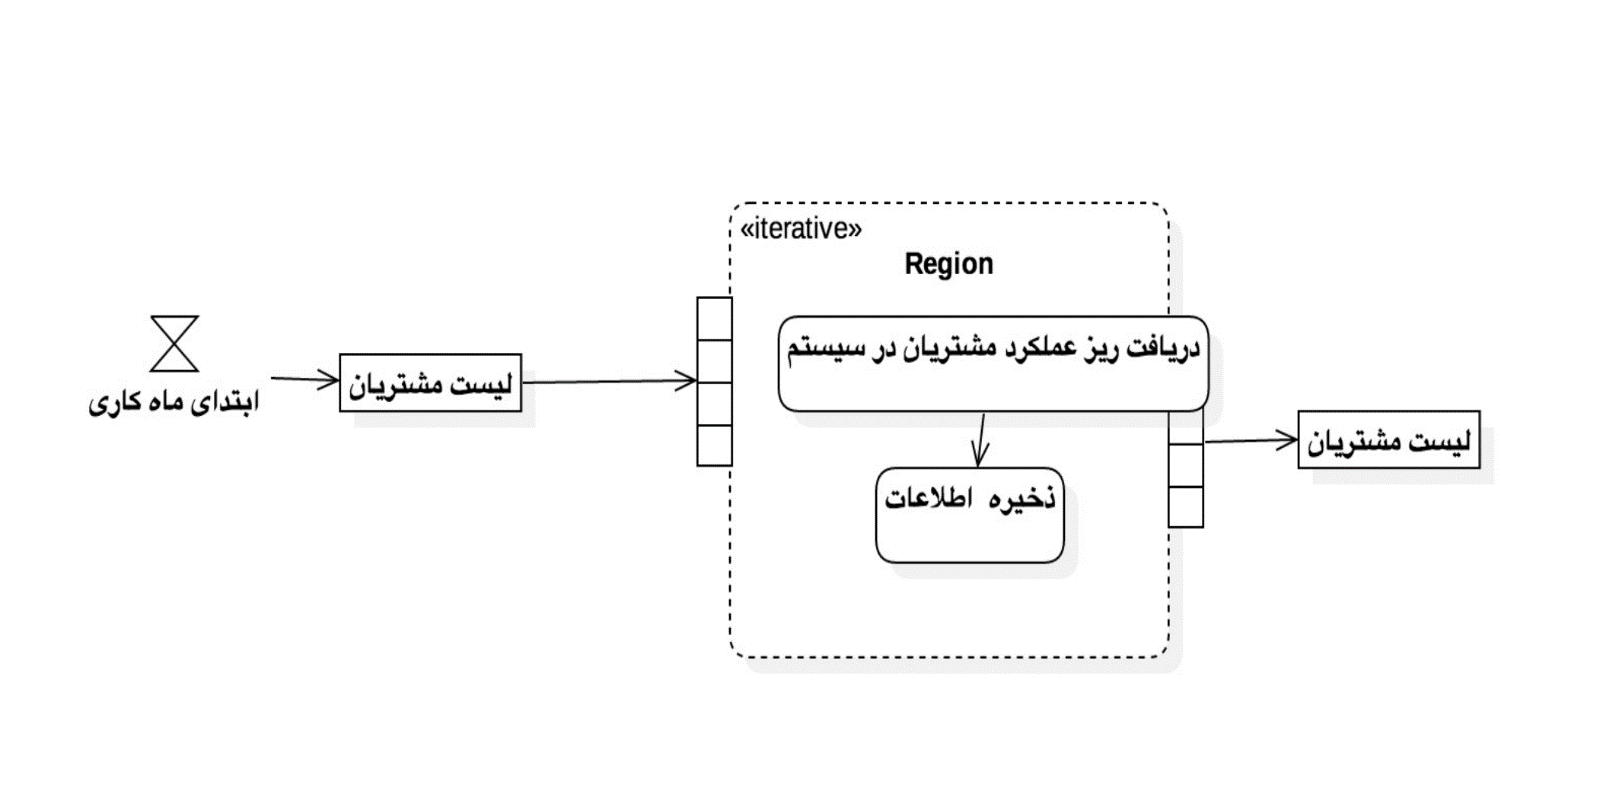 «iterative»
Region
ابتدای ماه کاری
لیست مشتریان
دریافت ریز عملکرد مشتریان در سیستم
ذخیره اطلاعات
لیست مشتریان